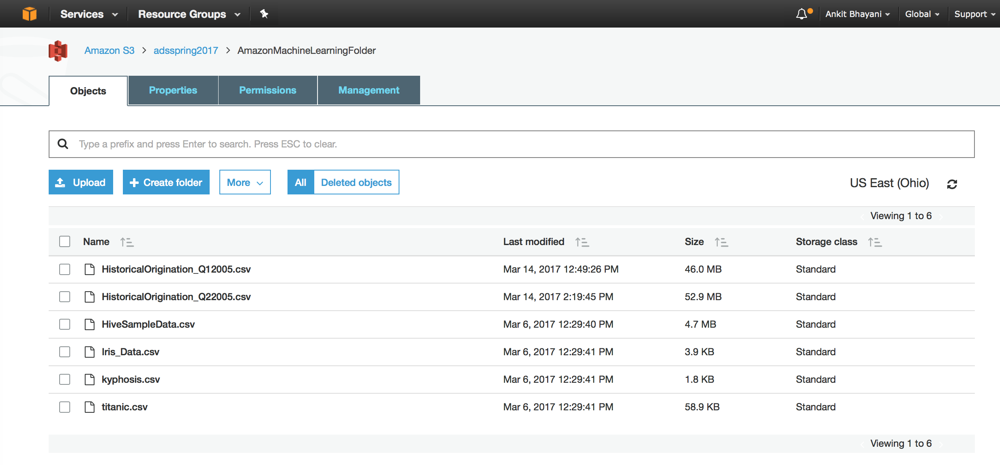 Services Resource Groups Ankit Bhayani Global Support
Amazon S3 > adsspring2017 > AmazonMachineLearningFolder
Objects Properties Permissions Management
Type a prefix and press Enter to search. Press ESC to clear.
Upload + Create folder More All Deleted objects US East (Ohio)
Viewing 1 to 6
Name Last modified Size Storage class
HistoricalOrigination_Q12005.csv Mar 14, 2017 12:49:26 PM 46.0 MB Standard
HistoricalOrigination_Q22005.csv Mar 14, 2017 2:19:45 PM 52.9 MB Standard
HiveSampleData.csv Mar 6, 2017 12:29:40 PM 4.7 MB Standard
Iris_Data.csv Mar 6, 2017 12:29:41 PM 3.9 KB Standard
kyphosis.csv Mar 6, 2017 12:29:41 PM 1.8 KB Standard
titanic.csv Mar 6, 2017 12:29:41 PM 58.9 KB Standard
Viewing 1 to 6